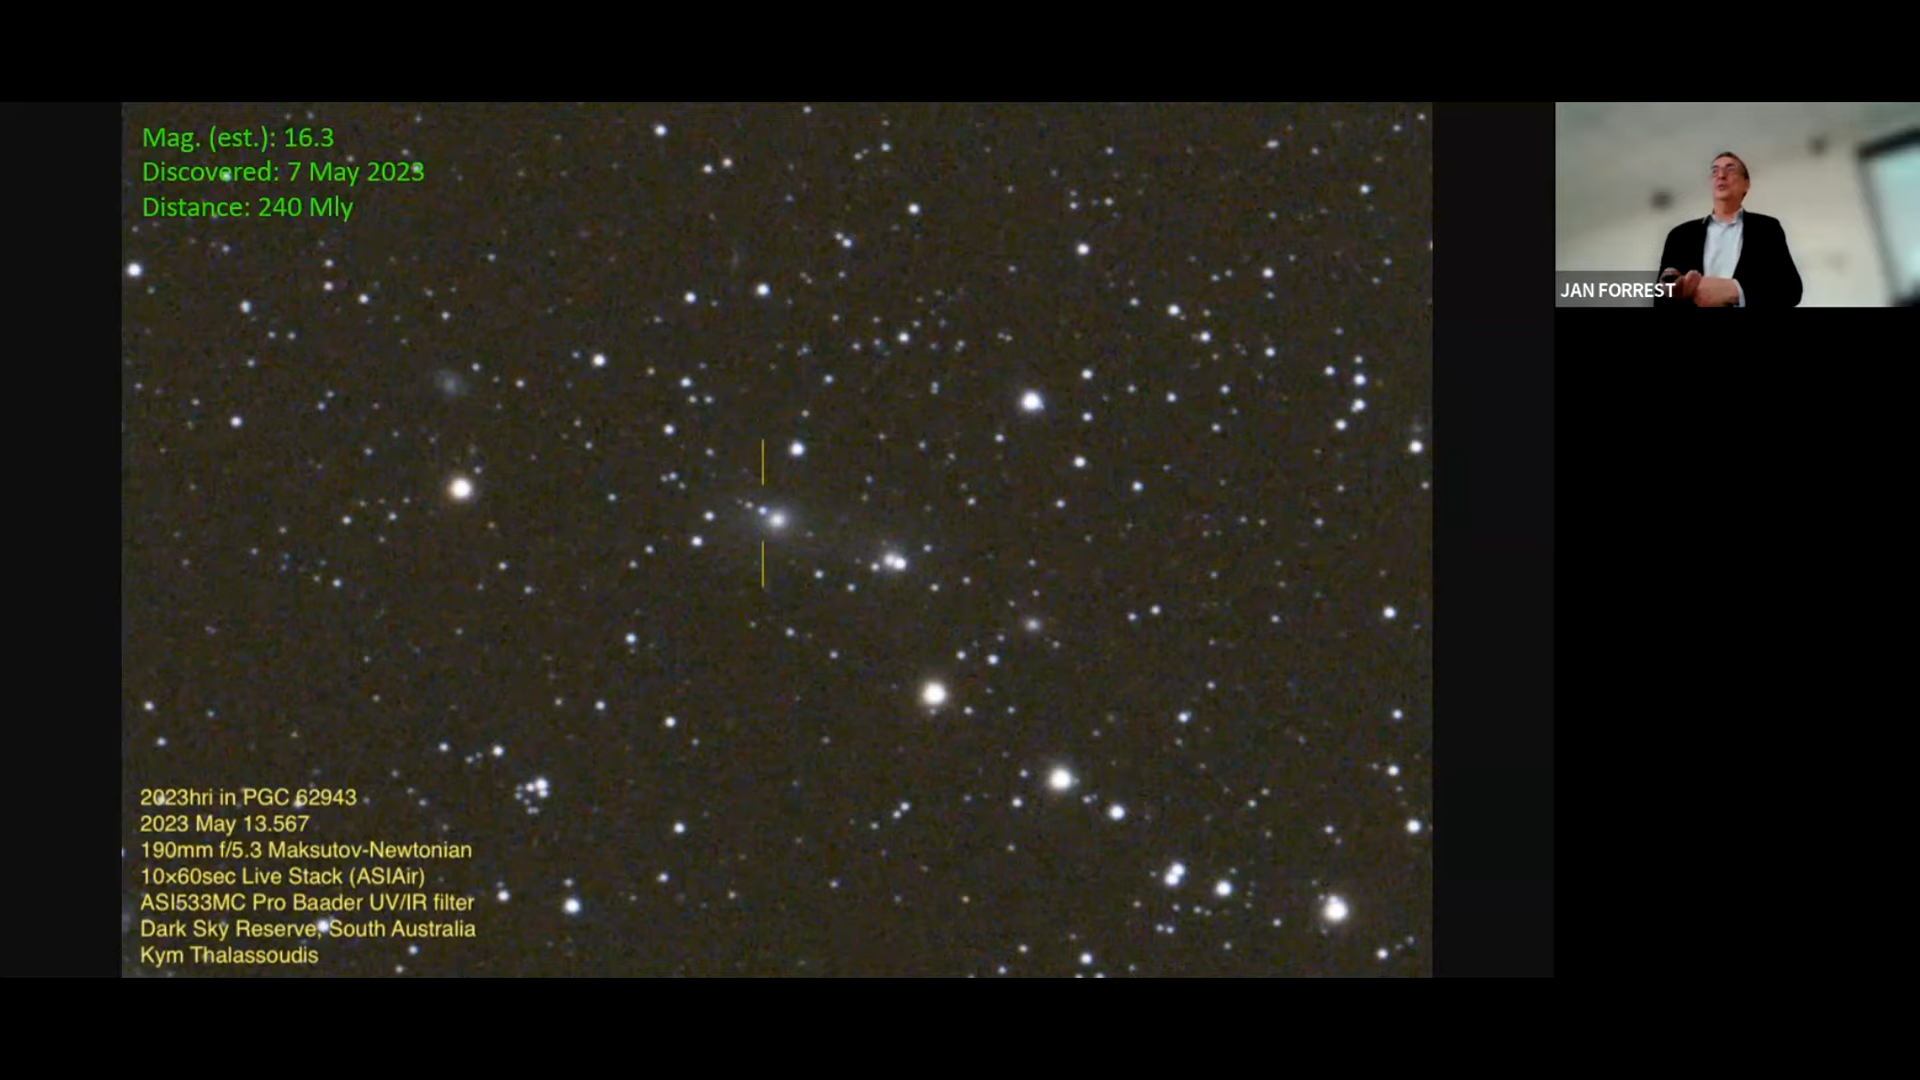 Mag. (est.): 16.3
Discovered: 7 May 2023
Distance: 240 Mly
JAN FORREST
2023hri in PGC 62943
2023 May 13.567
190mm f/5.3 Maksutov-Newtonian
10×60sec Live Stack (ASIAir)
ASI533MC Pro Baader UV/IR filter
Dark Sky Reserve, South Australia
Kym Thalassoudis